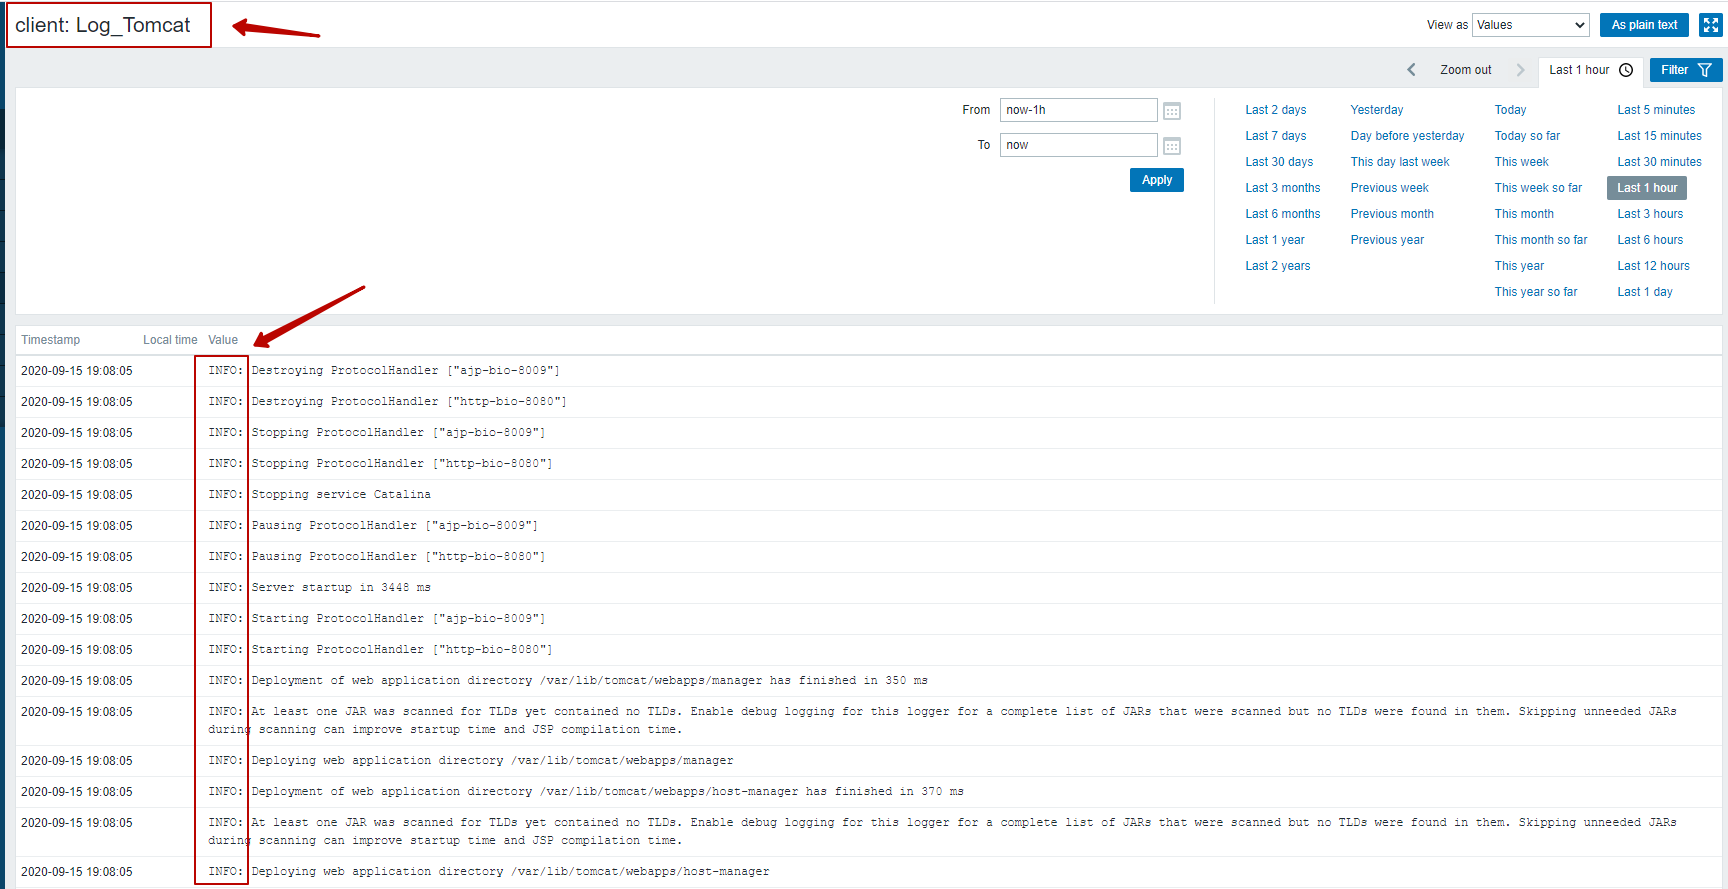 client: Log_Tomcat
View as Values As plain text
Zoom out Last 1 hour Filter
From now-1h
To now
Apply
Last 2 days Yesterday Today Last 5 minutes
Last 7 days Day before yesterday Today so far Last 15 minutes
Last 30 days This day last week This week Last 30 minutes
Last 3 months Previous week This week so far Last 1 hour
Last 6 months Previous month This month Last 3 hours
Last 1 year Previous year This month so far Last 6 hours
Last 2 years This year Last 12 hours
This year so far Last 1 day
Timestamp Local time Value
2020-09-15 19:08:05 INFO: Destroying ProtocolHandler ["ajp-bio-8009"]
2020-09-15 19:08:05 INFO: Destroying ProtocolHandler ["http-bio-8080"]
2020-09-15 19:08:05 INFO: Stopping ProtocolHandler ["ajp-bio-8009"]
2020-09-15 19:08:05 INFO: Stopping ProtocolHandler ["http-bio-8080"]
2020-09-15 19:08:05 INFO: Stopping service Catalina
2020-09-15 19:08:05 INFO: Pausing ProtocolHandler ["ajp-bio-8009"]
2020-09-15 19:08:05 INFO: Pausing ProtocolHandler ["http-bio-8080"]
2020-09-15 19:08:05 INFO: Server startup in 3448 ms
2020-09-15 19:08:05 INFO: Starting ProtocolHandler ["ajp-bio-8009"]
2020-09-15 19:08:05 INFO: Starting ProtocolHandler ["http-bio-8080"]
2020-09-15 19:08:05 INFO: Deployment of web application directory /var/lib/tomcat/webapps/manager has finished in 350 ms
2020-09-15 19:08:05 INFO: At least one JAR was scanned for TLDs yet contained no TLDs. Enable debug logging for this logger for a complete list of JARs that were scanned but no TLDs were found in them. Skipping unneeded JARs
during scanning can improve startup time and JSP compilation time.
2020-09-15 19:08:05 INFO: Deploying web application directory /var/lib/tomcat/webapps/manager
2020-09-15 19:08:05 INFO: Deployment of web application directory /var/lib/tomcat/webapps/host-manager has finished in 370 ms
2020-09-15 19:08:05 INFO: At least one JAR was scanned for TLDs yet contained no TLDs. Enable debug logging for this logger for a complete list of JARs that were scanned but no TLDs were found in them. Skipping unneeded JARs
during scanning can improve startup time and JSP compilation time.
2020-09-15 19:08:05 INFO: Deploying web application directory /var/lib/tomcat/webapps/host-manager